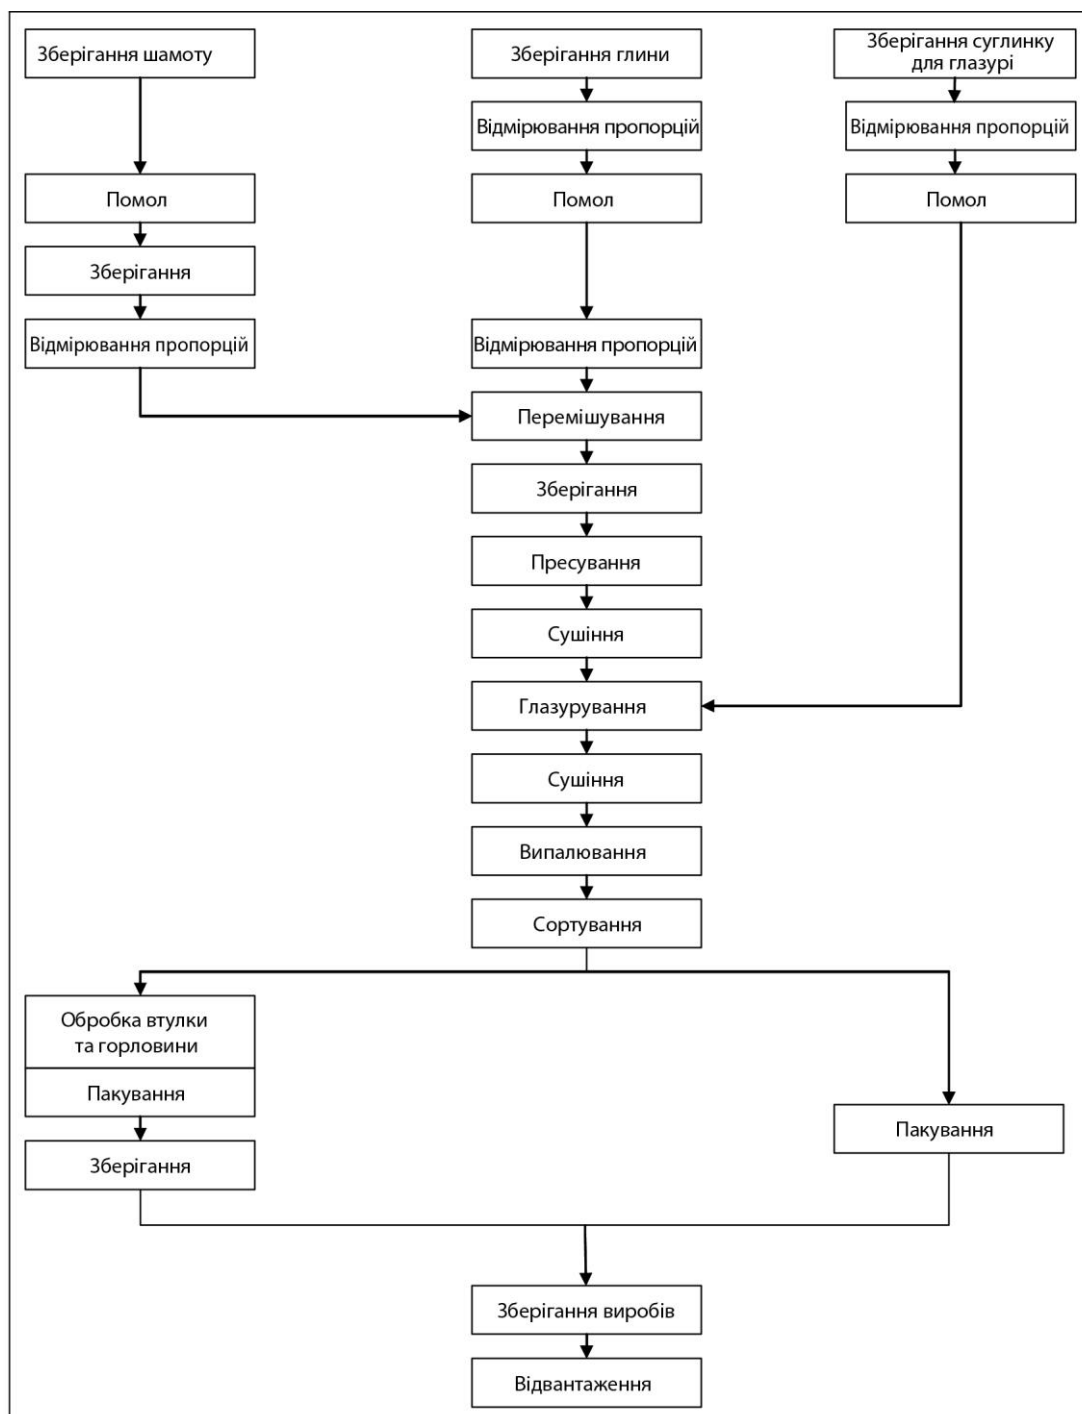 Зберігання шамоту
Зберігання глини
Зберігання суглинку
для глазурі
Відмірювання пропорцій
Відмірювання пропорцій
Помол
Помол
Помол
Зберігання
Відмірювання пропорцій
Відмірювання пропорцій
Перемішування
Зберігання
Пресування
Сушіння
Глазурування
Сушіння
Випалювання
Сортування
Обробка втулки
та горловини
Пакування
Пакування
Зберігання
Зберігання виробів
Відвантаження